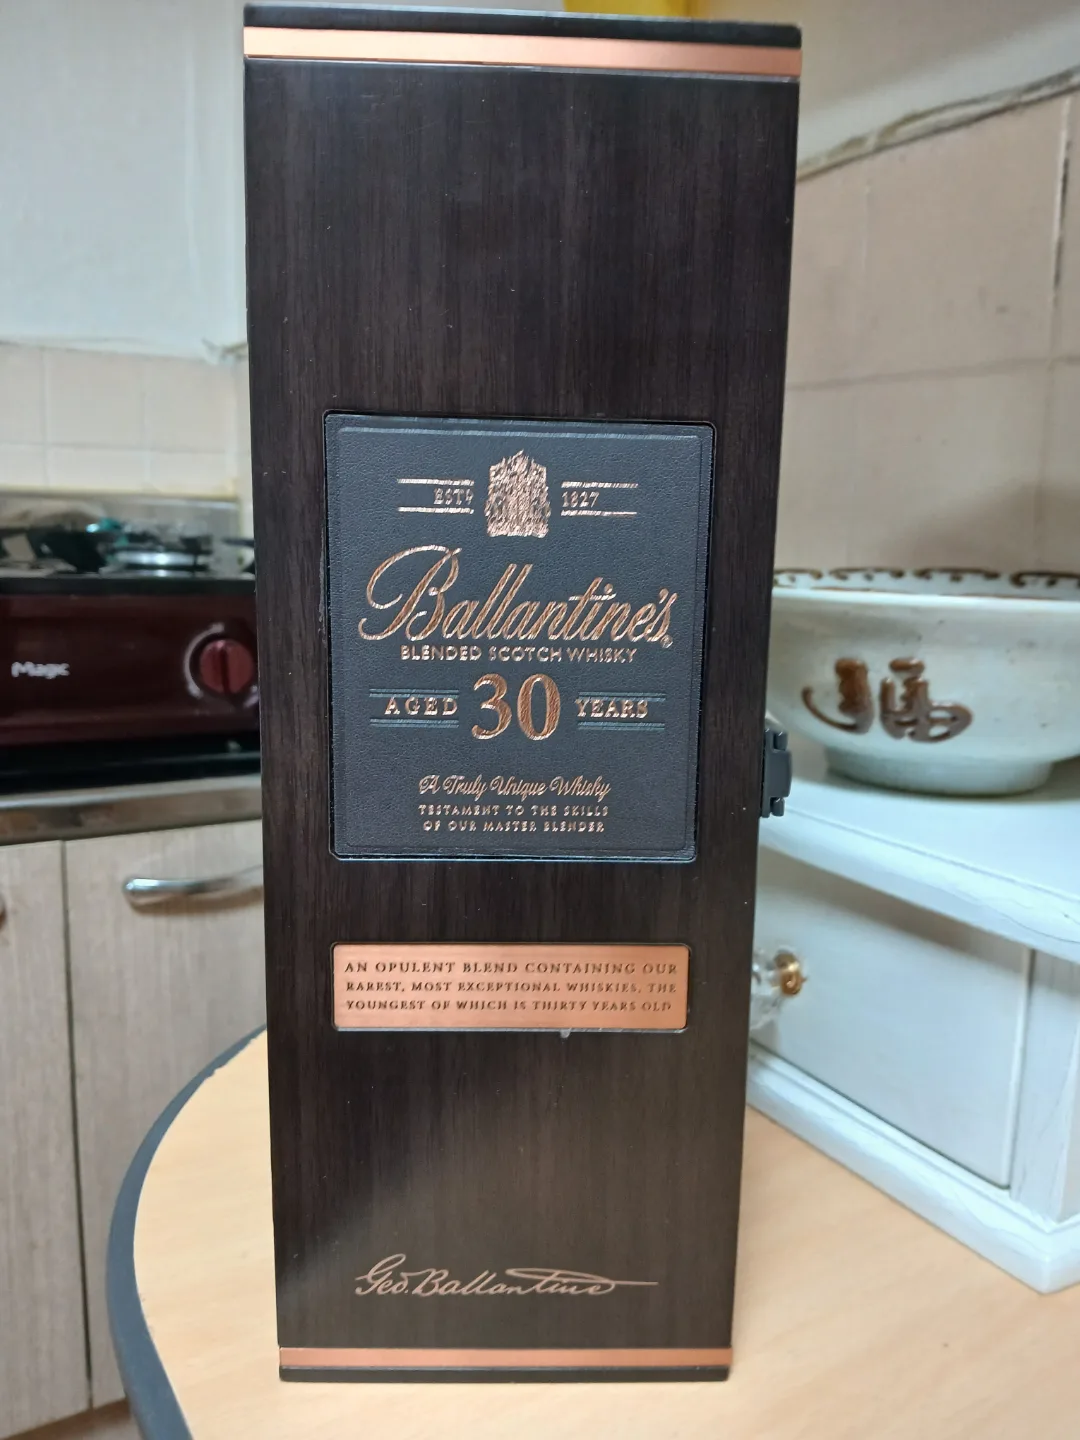 ESTD 1827
Ballantine's
BLENDED SCOTCH WHISKY
AGED 30 YEARS
A Truly Unique Whisky
TESTAMENT TO THE SKILLS
OF OUR MASTER BLENDER
AN OPULENT BLEND CONTAINING OUR
RAREST, MOST EXCEPTIONAL WHISKIES, THE
YOUNGEST OF WHICH IS THIRTY YEARS OLD
Geo. Ballantine
Magic